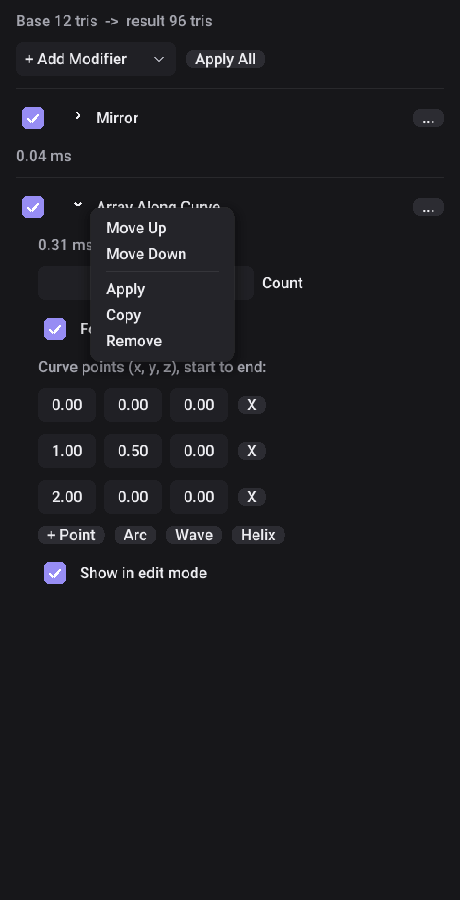 Base 12 tris -> result 96 tris
+ Add Modifier Apply All
Mirror ...
0.04 ms
Array Along Curve ...
Move Up
0.31 ms
Move Down
Count
Apply
Copy
Remove
Curve points (x, y, z), start to end:
0.00 0.00 0.00 X
1.00 0.50 0.00 X
2.00 0.00 0.00 X
+ Point Arc Wave Helix
Show in edit mode